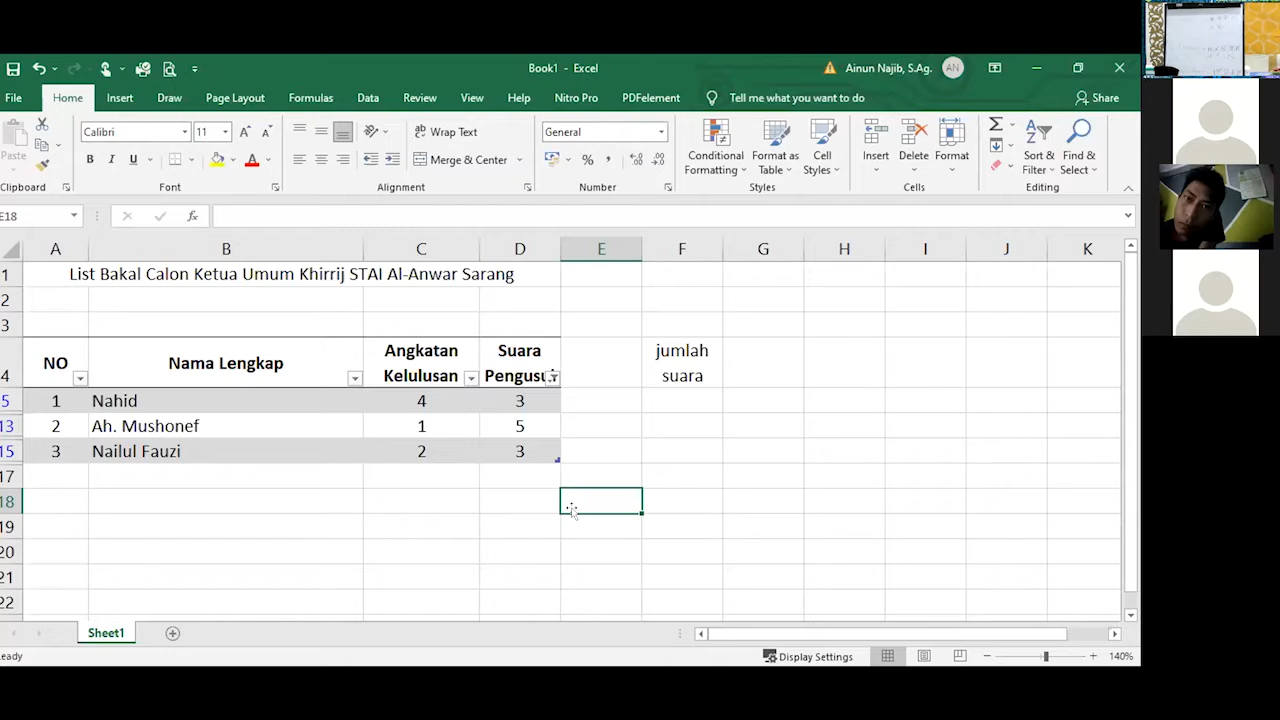 Book1 - Excel
Ainun Najib, S.Ag.
AN
File Home Insert Draw Page Layout Formulas Data Review View Help Nitro Pro PDFelement Tell me what you want to do Share
Paste
Calibri 11
Wrap Text
General
B I U
Merge & Center
% ,
Conditional Formatting
Format as Table
Cell Styles
Insert Delete Format
Sort & Filter
Find & Select
Clipboard Font Alignment Number Styles Cells Editing
E18
fx
A B C D E F G H I J K
1 List Bakal Calon Ketua Umum Khirrij STAI Al-Anwar Sarang
2
3
4 NO Nama Lengkap Angkatan Kelulusan Suara jumlah suara
5 1 Nahid 4 3
13 2 Ah. Mushonef 1 5
15 3 Nailul Fauzi 2 3
17
18
19
20
21
22
Sheet1
Ready
Display Settings
140%